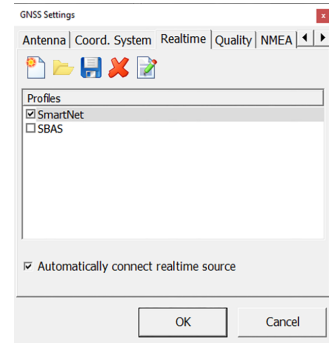 GNSS Settings
x
Antenna Coord. System Realtime Quality NMEA
Profiles
SmartNet
SBAS
Automatically connect realtime source
OK Cancel